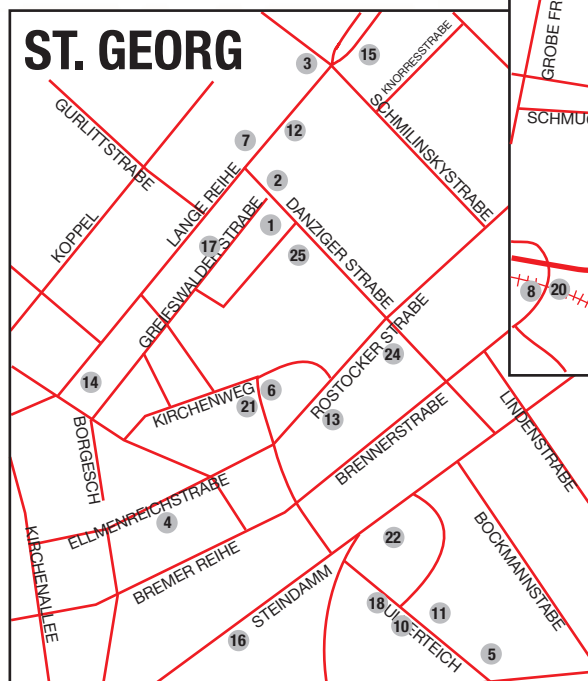 ST. GEORG
GROBE FR
SCHMUC
3
15
KNORRESSTRABE
GURLITTSTRABE
SCHMILINSKYSTRABE
7
12
KOPPEL
LANGE REIHE
2
17
GREIFSWALDER STRABE
1
DANZIGER STRABE
25
8
20
ROSTOCKER STRABE
24
14
KIRCHENWEG
21
6
13
BORGESCH
BRENNERSTRABE
LINDENSTRABE
ELLMENREICHSTRABE
4
KIRCHENALLEE
BREMER REIHE
STEINDAMM
22
BOCKMANNSTABE
18
10
11
16
5